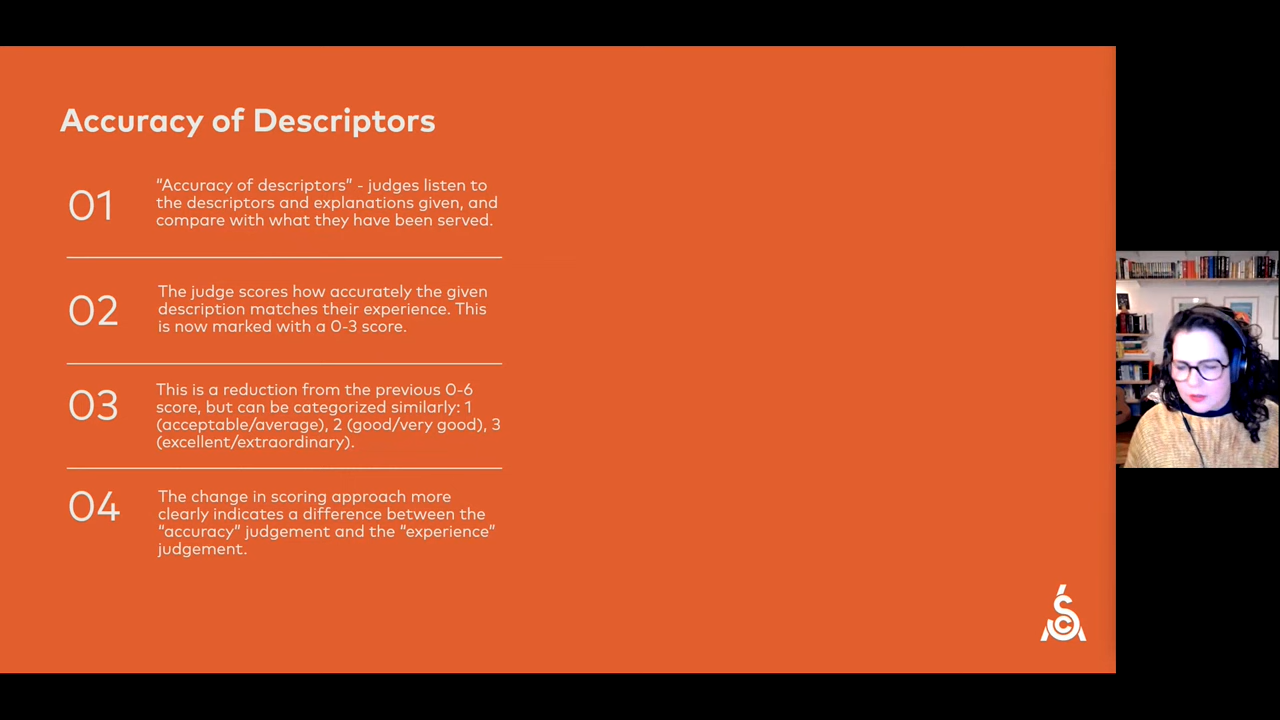 Accuracy of Descriptors
01
“Accuracy of descriptors” - judges listen to
the descriptors and explanations given, and
compare with what they have been served.
02
The judge scores how accurately the given
description matches their experience. This
is now marked with a 0-3 score.
03
This is a reduction from the previous 0-6
score, but can be categorized similarly: 1
(acceptable/average), 2 (good/very good), 3
(excellent/extraordinary).
04
The change in scoring approach more
clearly indicates a difference between the
“accuracy” judgement and the “experience”
judgement.
SCA